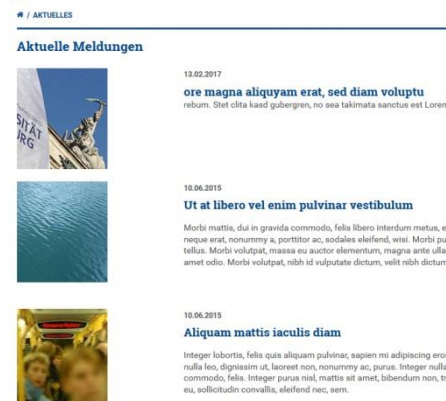 / AKTUELLES
Aktuelle Meldungen
13.02.2017
ore magna aliquyam erat, sed diam voluptu
rebum. Stet clita kasd gubergren, no sea takimata sanctus est Loren
SITÄT
RG
10.06.2015
Ut at libero vel enim pulvinar vestibulum
Morbi mattis, dui in gravida commodo, felis libero interdum metus, e
neque erat, nonummy a, porttitor ac, sodales eleifend, wisi. Morbi pu
tellus. Morbi volutpat, massa eu auctor elementum, magna ante ulla
amet odio. Morbi volutpat, nibh id vulputate dictum, velit nibh dictum
10.06.2015
Aliquam mattis iaculis diam
Integer lobortis, felis quis aliquam pulvinar, sapien mi adipiscing eros
nulla leo, dignissim ut, laoreet non, nonummy ac, purus. Integer nulla
commodo, felis. Integer purus nisl, mattis sit amet, bibendum non, tr
eu, sollicitudin convallis, eleifend nec, sem.